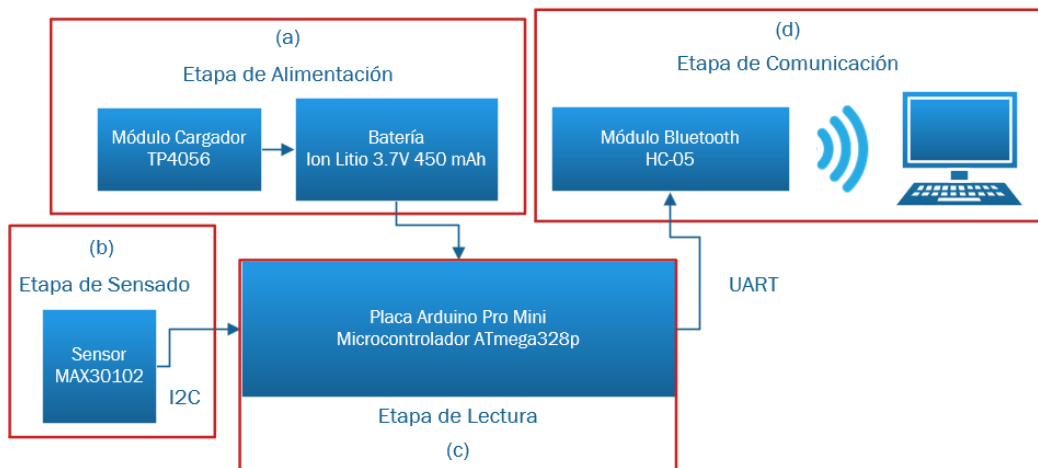 (a)
Etapa de Alimentación
Módulo Cargador
TP4056
Batería
Ion Litio 3.7V 450 mAh
(d)
Etapa de Comunicación
Módulo Bluetooth
HC-05
(b)
Etapa de Sensado
Sensor
MAX30102
I2C
Placa Arduino Pro Mini
Microcontrolador ATmega328p
UART
Etapa de Lectura
(c)